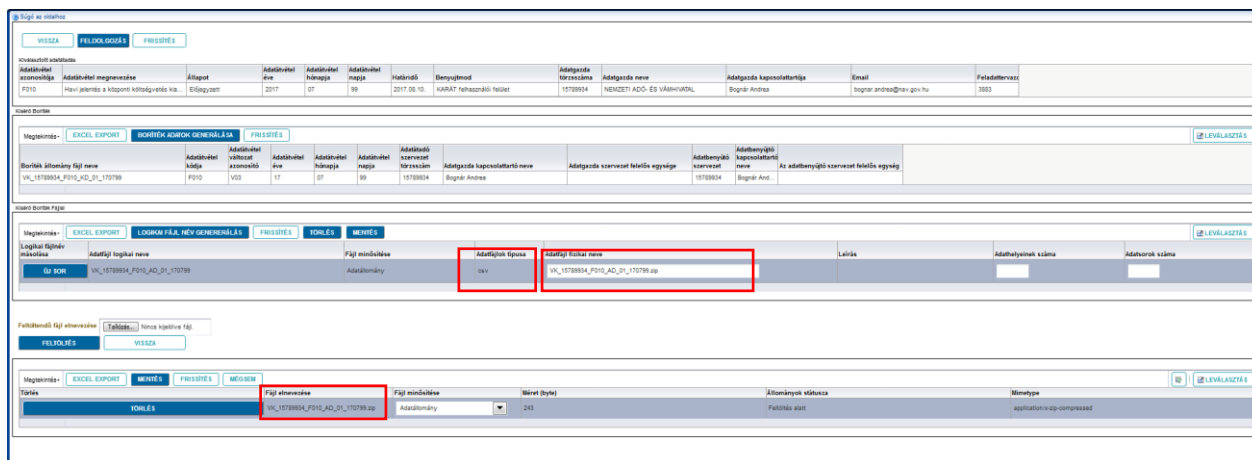 Súgó az oldalhoz
VISSZA FELDOLGOZÁS FRISSÍTÉS
Kiválasztott adatátadás
Adatátvétel azonosítója Adatátvétel megnevezése Állapot Adatátvétel éve Adatátvétel hónapja Adatátvétel napja Határidő Benyujtmod Adatgazda törzsszáma Adatgazda neve Adatgazda kapcsolattartója Email Feladattervazo
F010 Havi jelentés a központi költségvetés kia... Előjegyzett 2017 07 99 2017.08.10. KARÁT felhasználói felület 15789934 NEMZETI ADÓ- ÉS VÁMHIVATAL Bognár Andrea bognar.andrea@nav.gov.hu 3883
Kísérő Boríték
Megtekintés EXCEL EXPORT BORÍTÉK ADATOK GENERÁLÁSA FRISSÍTÉS LEVÁLASZTÁS
Boríték állomány fájl neve Adatátvétel kódja Adatátvétel változat azonosító Adatátvétel éve Adatátvétel hónapja Adatátvétel napja Adatátadó szervezet törzsszám Adatgazda kapcsolattartó neve Adatgazda szervezet felelős egysége Adatbenyújtó szervezet Adatbenyújtó kapcsolattartó neve Az adatbenyújtó szervezet felelős egység
VK_15789934_F010_KD_01_170799 F010 V03 17 07 99 15789934 Bognár Andrea 15789934 Bognár And...
Kísérő Boríték Fájljai
Megtekintés EXCEL EXPORT LOGIKAI FÁJL NÉV GENERERÁLÁS FRISSÍTÉS TÖRLÉS MENTÉS LEVÁLASZTÁS
Logikai fájlnév másolása Adatfájl logikai neve Fájl minősítése Adatfájlok típusa Adatfájl fizikai neve Leírás Adathelyeinek száma Adatsorok száma
ÚJ SOR VK_15789934_F010_AD_01_170799 Adatállomány csv VK_15789934_F010_AD_01_170799.zip
Feltöltendő fájl elnevezése Tallózás... Nincs kijelölve fájl.
FELTÖLTÉS VISSZA
Megtekintés EXCEL EXPORT MENTÉS FRISSÍTÉS MÉGSEM LEVÁLASZTÁS
Törlés Fájl elnevezése Fájl minősítése Méret (byte) Állományok státusza Mimetype
TÖRLÉS VK_15789934_F010_AD_01_170799.zip Adatállomány 243 Feltöltés alatt application/x-zip-compressed